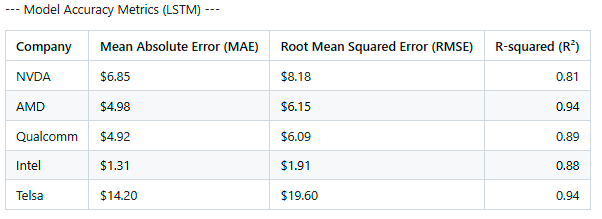 --- Model Accuracy Metrics (LSTM) ---
Company Mean Absolute Error (MAE) Root Mean Squared Error (RMSE) R-squared (R²)
NVDA $6.85 $8.18 0.81
AMD $4.98 $6.15 0.94
Qualcomm $4.92 $6.09 0.89
Intel $1.31 $1.91 0.88
Telsa $14.20 $19.60 0.94